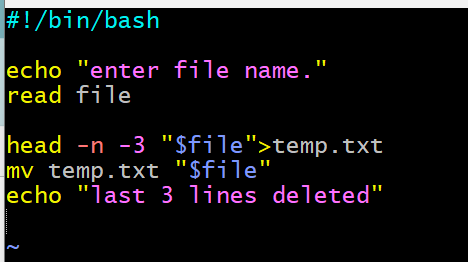 #!/bin/bash
echo "enter file name."
read file
head -n -3 "$file">temp.txt
mv temp.txt "$file"
echo "last 3 lines deleted"
~